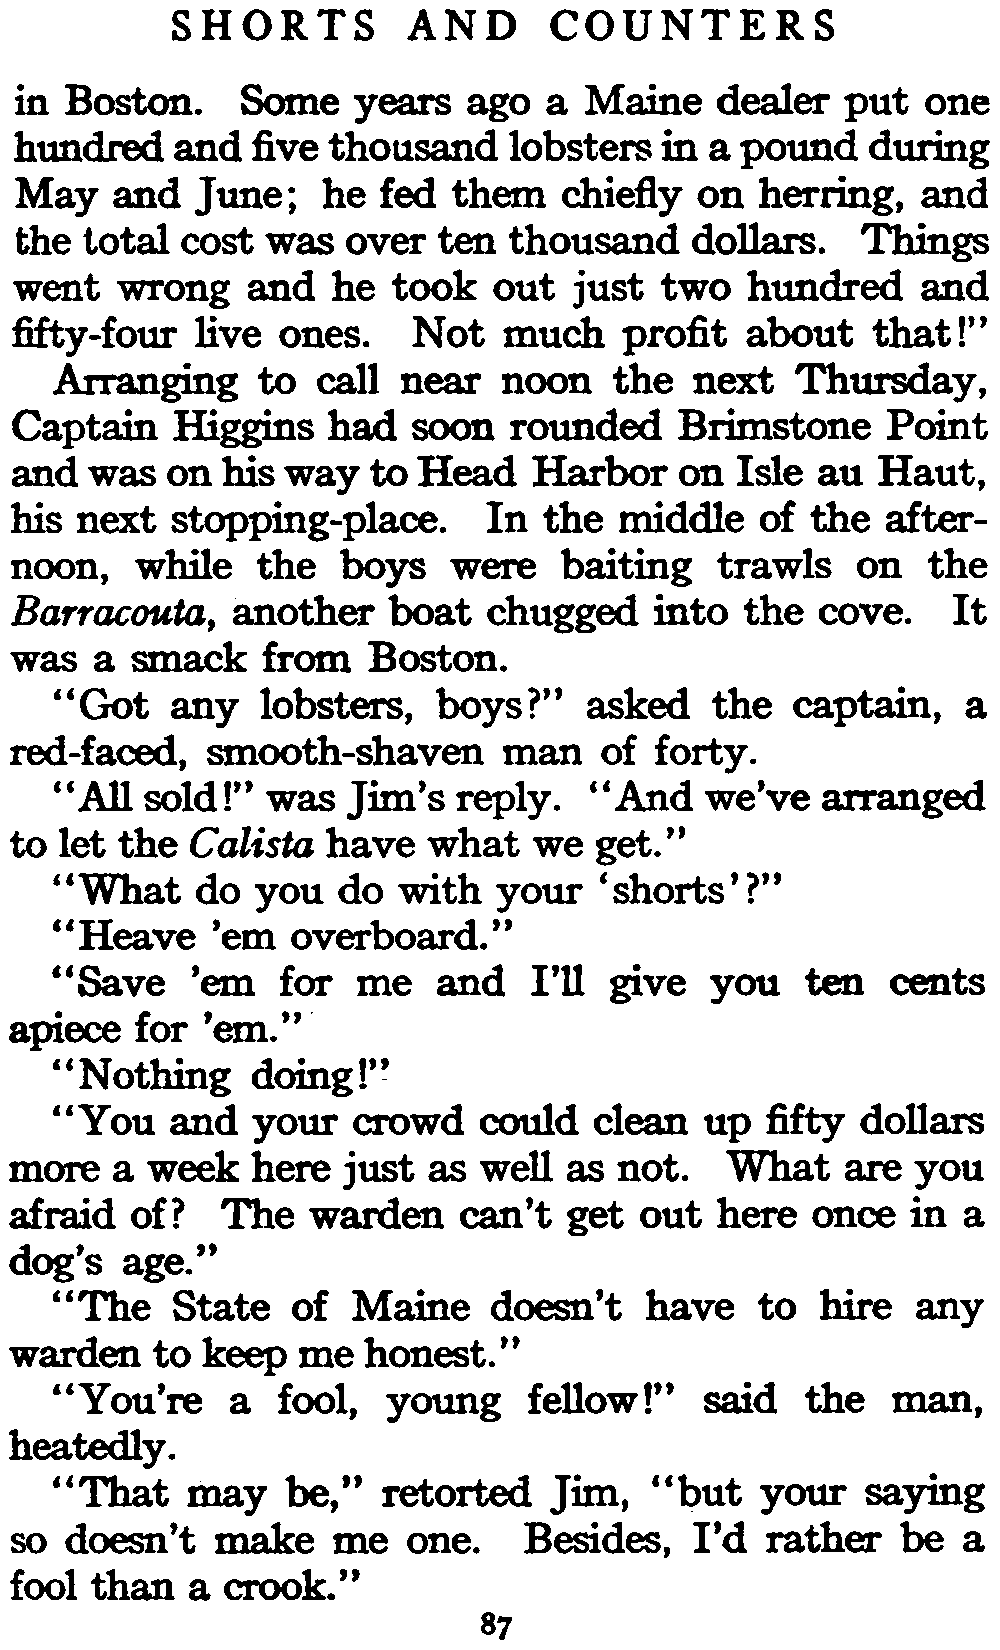 SHORTS AND COUNTERS
in Boston. Some years ago a Maine dealer put one
hundred and five thousand lobsters in a pound during
May and June; he fed them chiefly on herring, and
the total cost was over ten thousand dollars. Things
went wrong and he took out just two hundred and
fifty-four live ones. Not much profit about that!"
Arranging to call near noon the next Thursday,
Captain Higgins had soon rounded Brimstone Point
and was on his way to Head Harbor on Isle au Haut,
his next stopping-place. In the middle of the after-
noon, while the boys were baiting trawls on the
Barracouta, another boat chugged into the cove. It
was a smack from Boston.
"Got any lobsters, boys?" asked the captain, a
red-faced, smooth-shaven man of forty.
"All sold!" was Jim's reply. "And we've arranged
to let the Calista have what we get."
"What do you do with your 'shorts'?"
"Heave 'em overboard."
"Save 'em for me and I'll give you ten cents
apiece for 'em."
"Nothing doing!"
"You and your crowd could clean up fifty dollars
more a week here just as well as not. What are you
afraid of? The warden can't get out here once in a
dog's age."
"The State of Maine doesn't have to hire any
warden to keep me honest."
"You're a fool, young fellow!" said the man,
heatedly.
"That may be," retorted Jim, "but your saying
so doesn't make me one. Besides, I'd rather be a
fool than a crook."
87